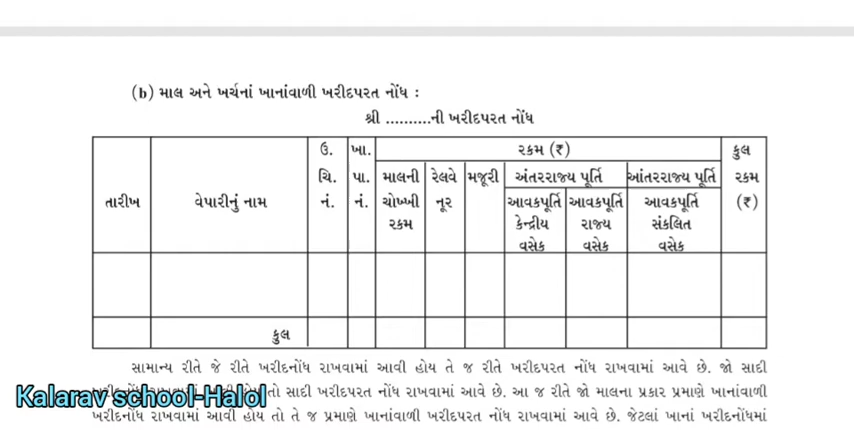 (b) માલ અને ખર્ચનાં ખાનાંવાળી ખરીદપરત નોંધ :
શ્રી ..........ની ખરીદપરત નોંધ
તારીખ
વેપારીનું નામ
ઉ.
ચિ.
નં.
ખા.
પા.
નં.
રકમ (₹)
માલની
ચોખ્ખી
રકમ
રેલવે
નૂર
મજૂરી
અંતરરાજ્ય પૂર્તિ
આવકપૂર્તિ
કેન્દ્રીય
વસેક
આવકપૂર્તિ
રાજ્ય
વસેક
આંતરરાજ્ય પૂર્તિ
આવકપૂર્તિ
સંકલિત
વસેક
કુલ
રકમ
(₹)
કુલ
સામાન્ય રીતે જે રીતે ખરીદનોંધ રાખવામાં આવી હોય તે જ રીતે ખરીદપરત નોંધ રાખવામાં આવે છે. જો સાદી
તો સાદી ખરીદપરત નોંધ રાખવામાં આવે છે. આ જ રીતે જો માલના પ્રકાર પ્રમાણે ખાનાંવાળી
ખરીદનોંધ રાખવામાં આવી હોય તો તે જ પ્રમાણે ખાનાંવાળી ખરીદપરત નોંધ રાખવામાં આવે છે. જેટલાં ખાનાં ખરીદનોંધમાં
Kalarav school-Halol